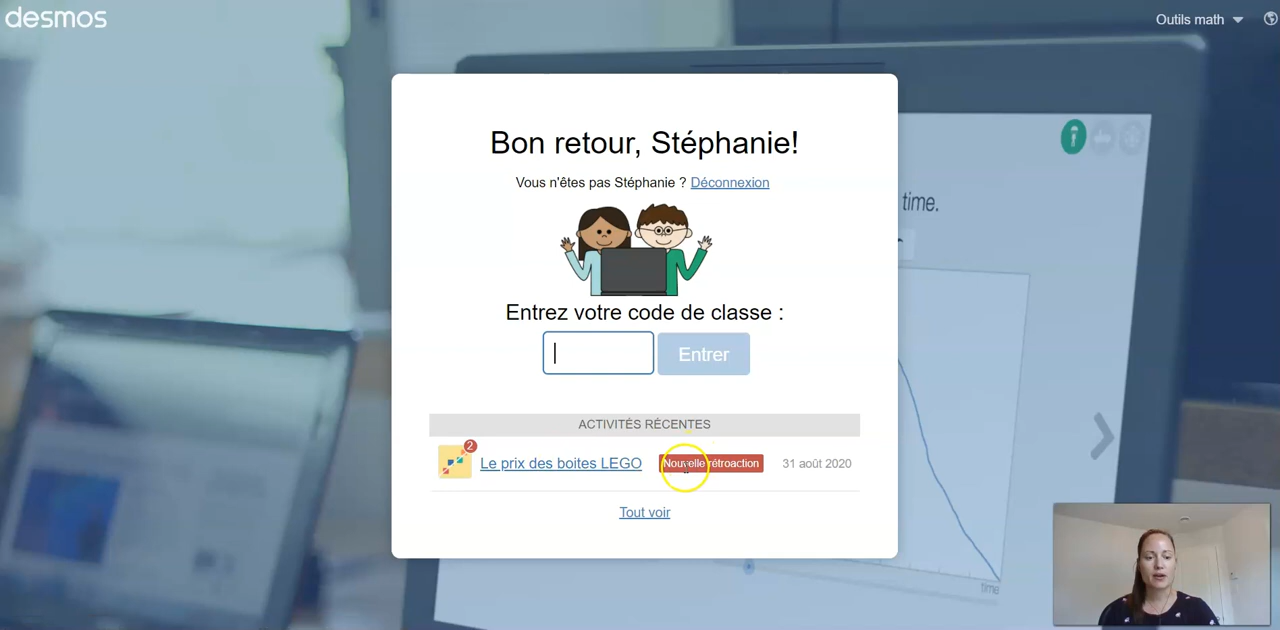 desmos
Outils math
Bon retour, Stéphanie!
Vous n'êtes pas Stéphanie ? Déconnexion
time.
Entrez votre code de classe :
Entrer
ACTIVITÉS RÉCENTES
2
Le prix des boites LEGO Nouvelle rétroaction 31 août 2020
Tout voir
time